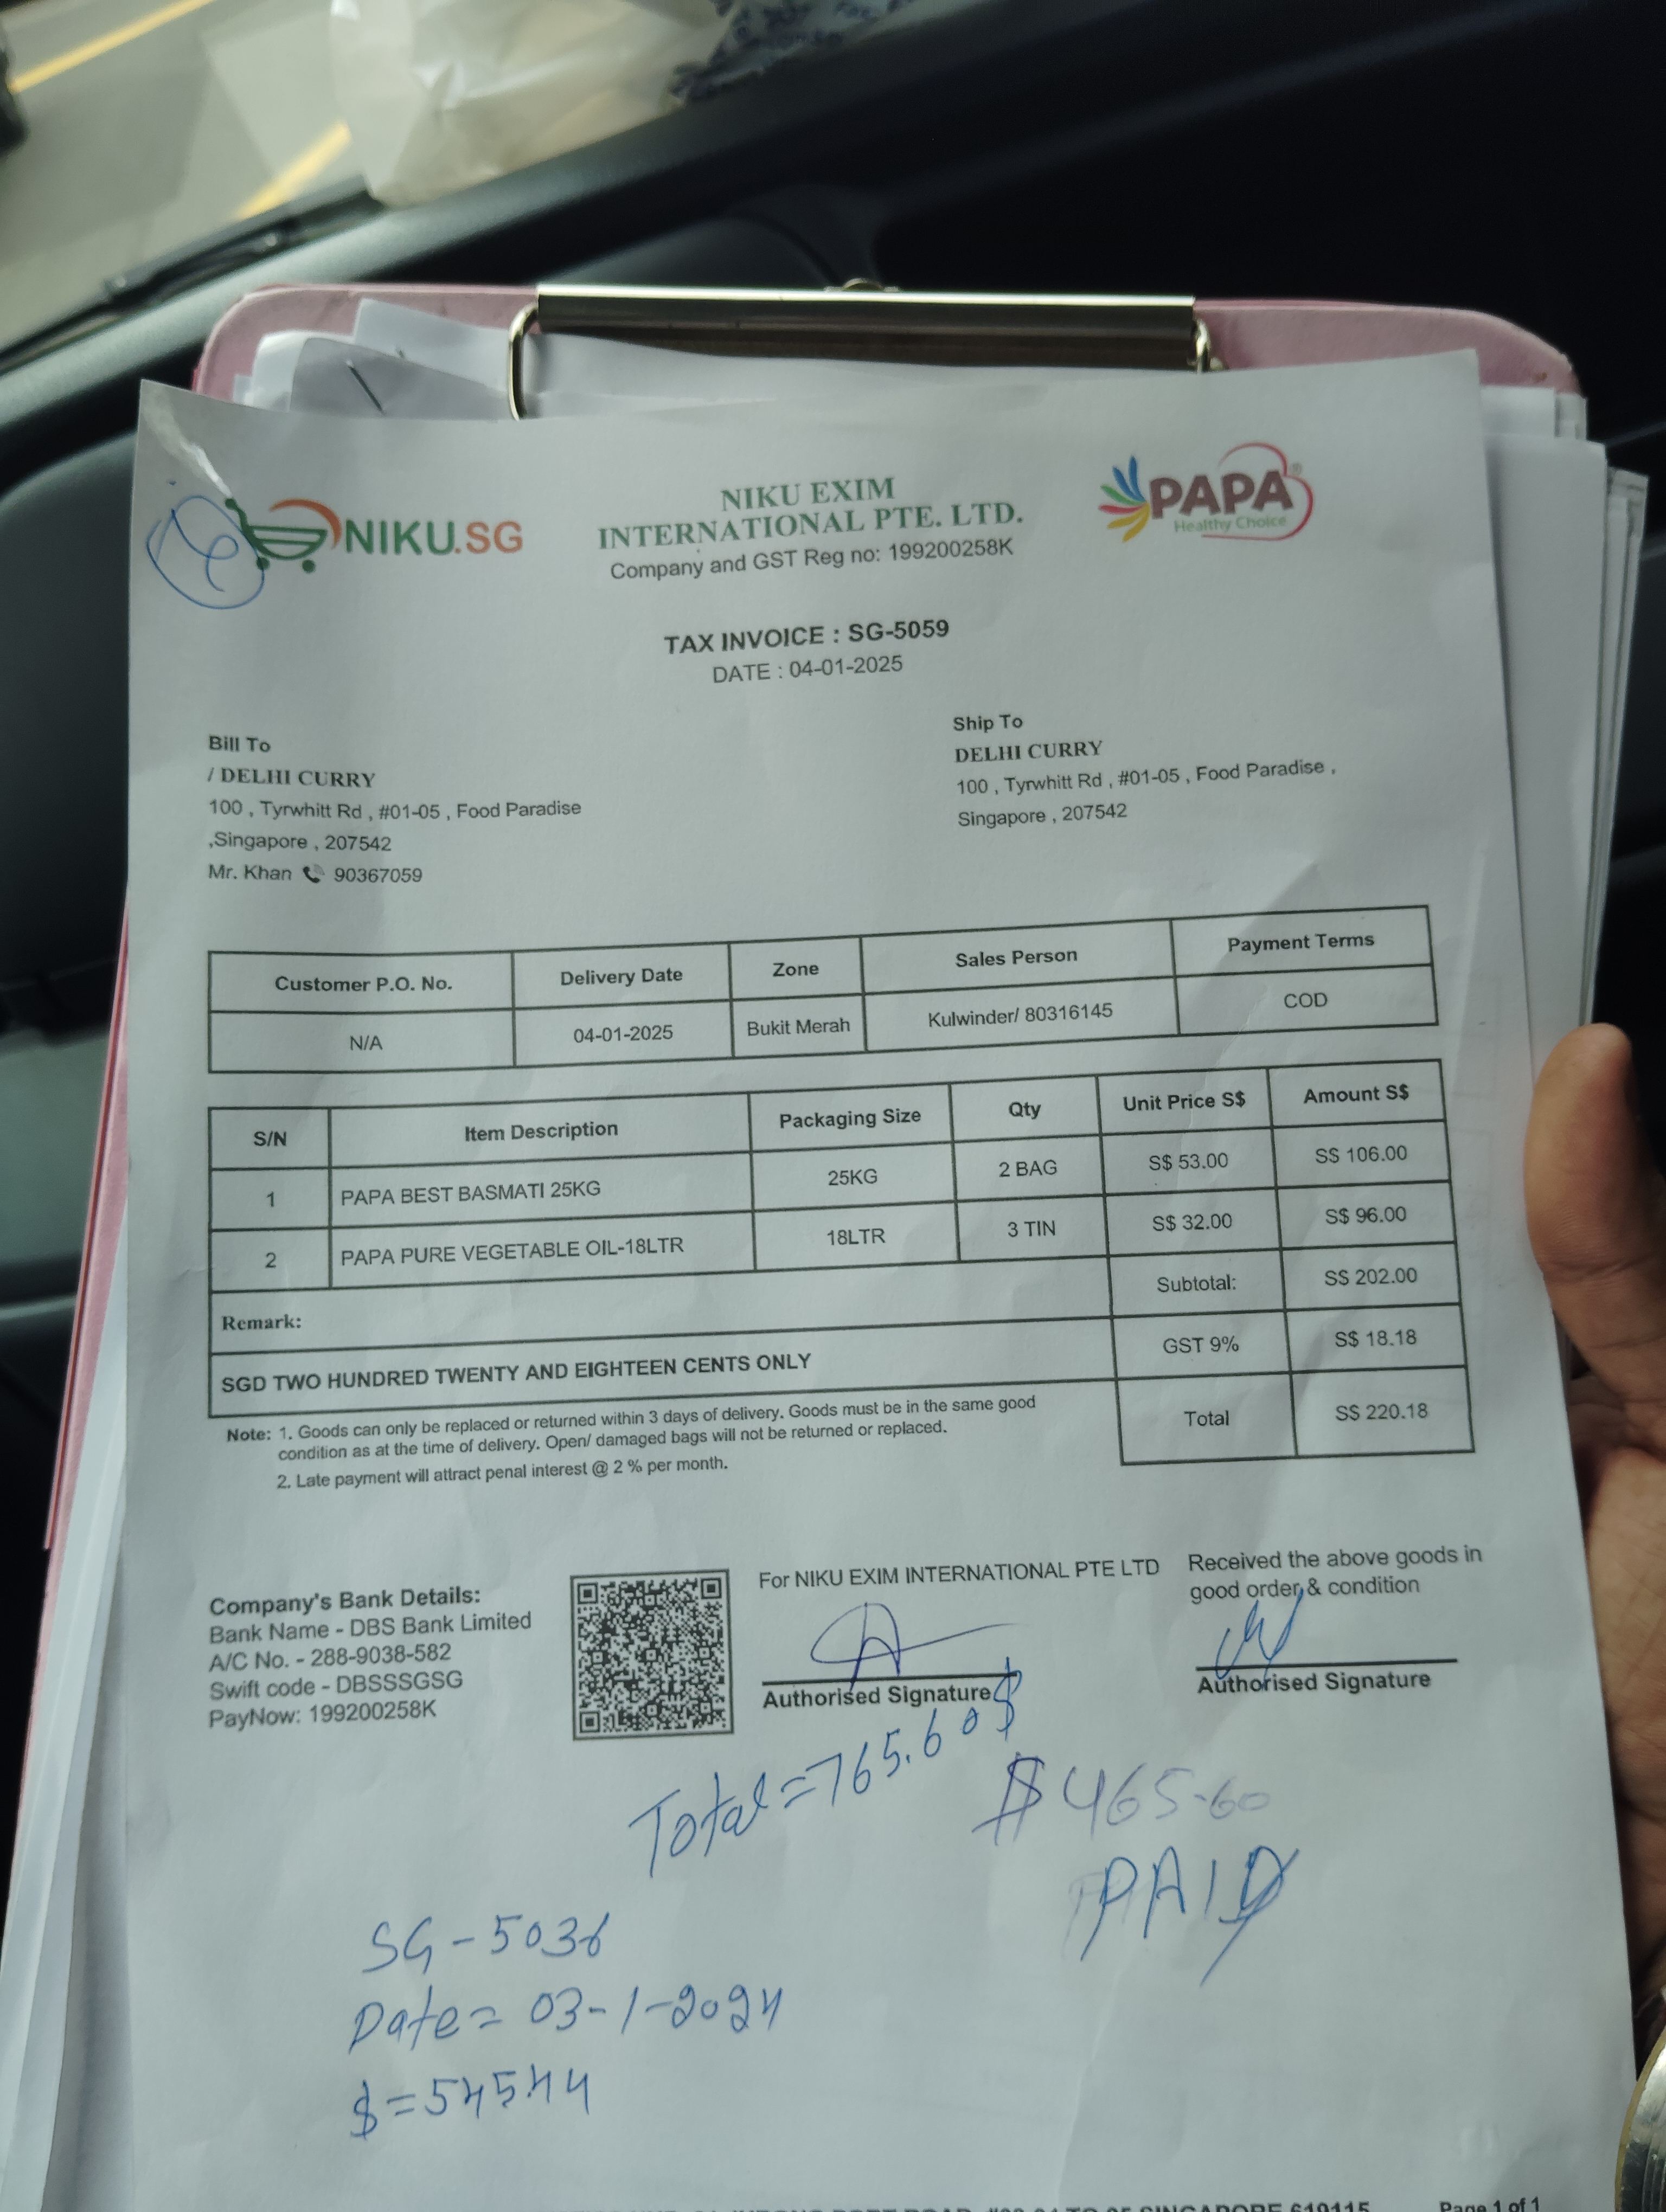 NIKU.SG
NIKU EXIM
INTERNATIONAL PTE. LTD.
Company and GST Reg no: 199200258K
PAPA®
Healthy Choice
TAX INVOICE : SG-5059
DATE : 04-01-2025
Bill To
/ DELHI CURRY
100 , Tyrwhitt Rd , #01-05 , Food Paradise
,Singapore , 207542
Mr. Khan 90367059
Ship To
DELHI CURRY
100 , Tyrwhitt Rd , #01-05 , Food Paradise ,
Singapore , 207542
Customer P.O. No. Delivery Date Zone Sales Person Payment Terms
N/A 04-01-2025 Bukit Merah Kulwinder/ 80316145 COD
S/N Item Description Packaging Size Qty Unit Price S$ Amount S$
1 PAPA BEST BASMATI 25KG 25KG 2 BAG S$ 53.00 S$ 106.00
2 PAPA PURE VEGETABLE OIL-18LTR 18LTR 3 TIN S$ 32.00 S$ 96.00
Remark: Subtotal: S$ 202.00
SGD TWO HUNDRED TWENTY AND EIGHTEEN CENTS ONLY GST 9% S$ 18.18
Total S$ 220.18
Note: 1. Goods can only be replaced or returned within 3 days of delivery. Goods must be in the same good
condition as at the time of delivery. Open/ damaged bags will not be returned or replaced.
2. Late payment will attract penal interest @ 2 % per month.
Company's Bank Details:
Bank Name - DBS Bank Limited
A/C No. - 288-9038-582
Swift code - DBSSSGSG
PayNow: 199200258K
For NIKU EXIM INTERNATIONAL PTE LTD
Authorised Signature
Received the above goods in
good order & condition
Authorised Signature
Total=765.60$
$465.60
PAID
SG-5036
Date= 03-1-2024
$=545.44
SINGAPORE 619115
Page 1 of 1